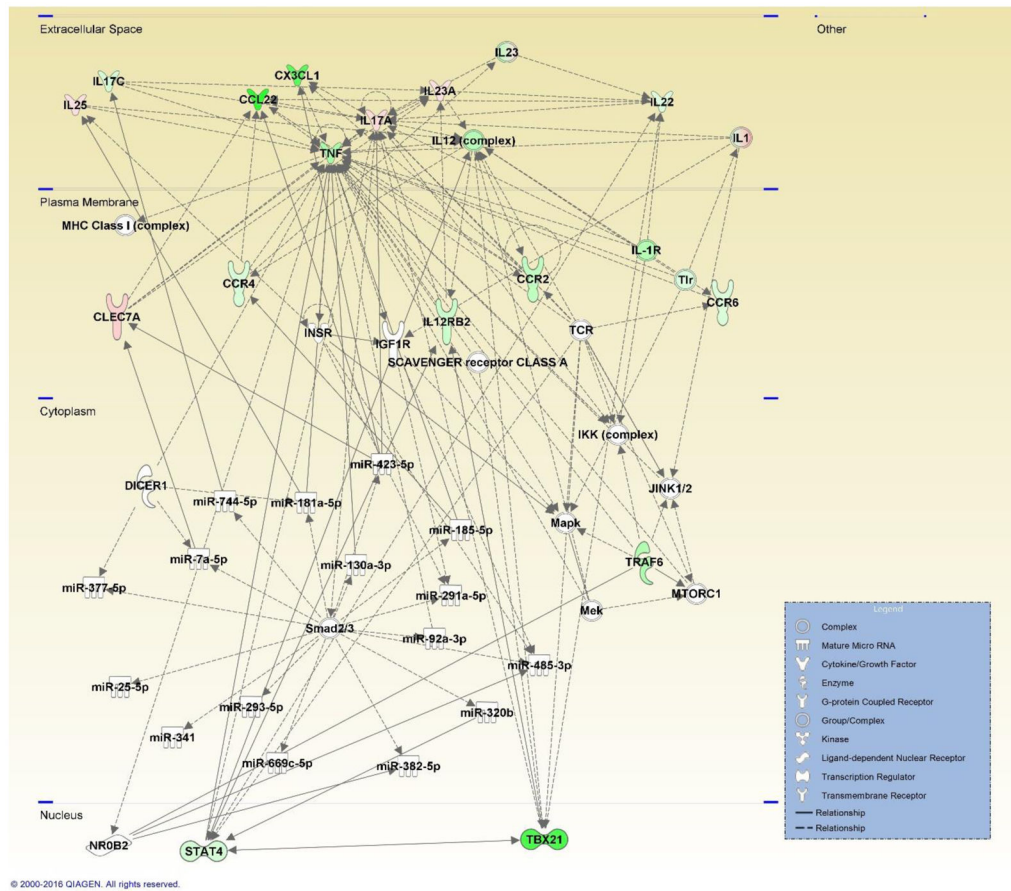 Extracellular Space
Other
IL23
CX3CL1
IL17C
IL23A
CCL22
IL25
IL22
IL17A
IL12 (complex)
IL1
TNF
Plasma Membrane
MHC Class I (complex)
IL-1R
CCR4
CCR2
Tlr
CCR6
CLEC7A
IL12RB2
INSR
TCR
IGF1R
SCAVENGER receptor CLASS A
Cytoplasm
IKK (complex)
miR-423-5p
DICER1
JINK1/2
miR-744-5p
miR-181a-5p
Mapk
miR-185-5p
miR-7a-5p
miR-130a-3p
TRAF6
miR-377-5p
miR-291a-5p
MTORC1
Mek
Smad2/3
miR-92a-3p
miR-485-3p
miR-25-5p
miR-293-5p
miR-320b
miR-341
miR-669c-5p
miR-382-5p
Nucleus
NR0B2
STAT4
TBX21
Legend
Complex
Mature Micro RNA
Cytokine/Growth Factor
Enzyme
G-protein Coupled Receptor
Group/Complex
Kinase
Ligand-dependent Nuclear Receptor
Transcription Regulator
Transmembrane Receptor
Relationship
Relationship
© 2000-2016 QIAGEN. All rights reserved.